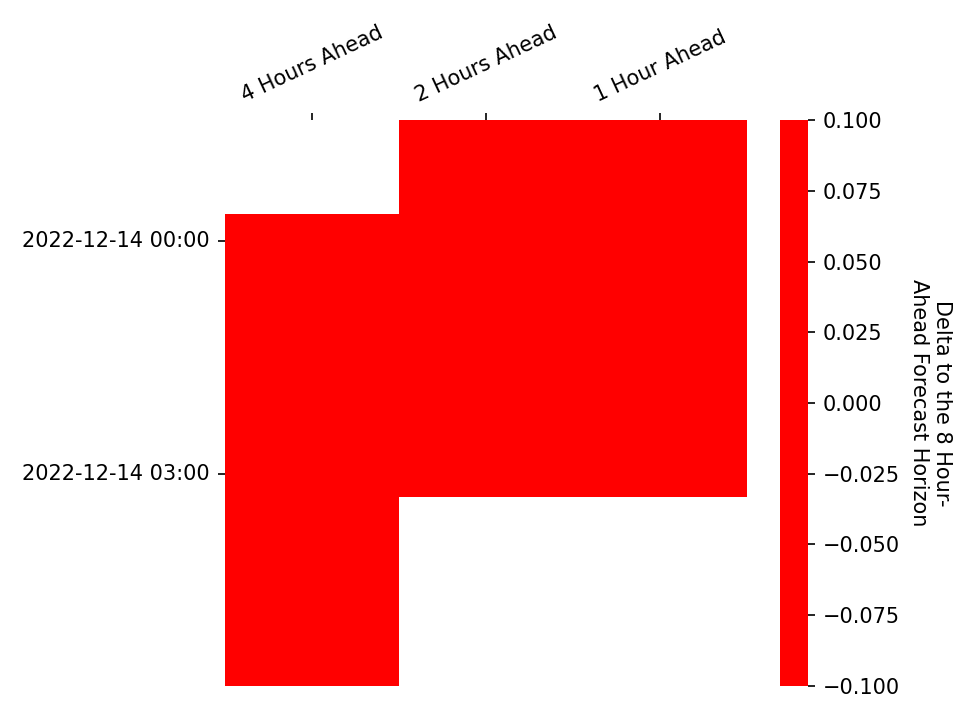 4 Hours Ahead
2 Hours Ahead
1 Hour Ahead
2022-12-14 00:00
2022-12-14 03:00
0.100
0.075
0.050
0.025
0.000
−0.025
−0.050
−0.075
−0.100
Delta to the 8 Hour-
Ahead Forecast Horizon